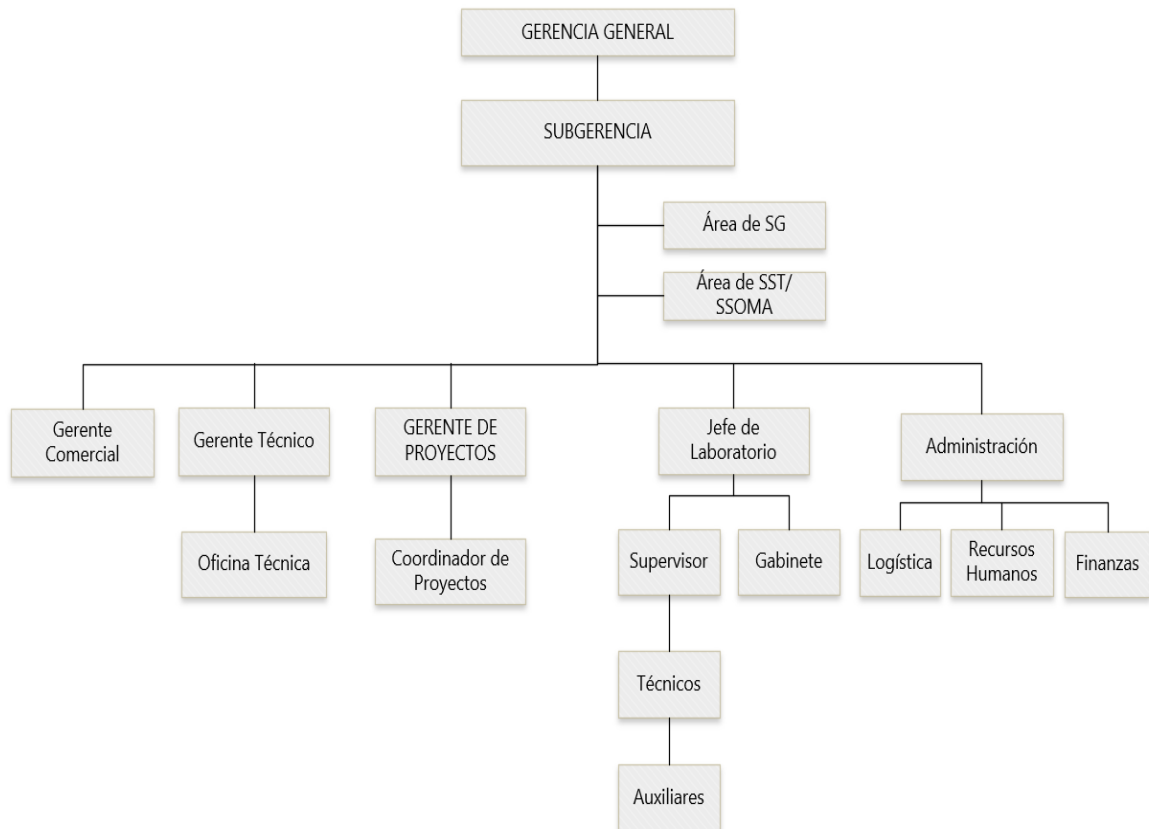 GERENCIA GENERAL
SUBGERENCIA
Área de SG
Área de SST/
SSOMA
Gerente
Comercial
Gerente Técnico
GERENTE DE
PROYECTOS
Jefe de
Laboratorio
Administración
Oficina Técnica
Coordinador de
Proyectos
Supervisor
Gabinete
Logística
Recursos
Humanos
Finanzas
Técnicos
Auxiliares